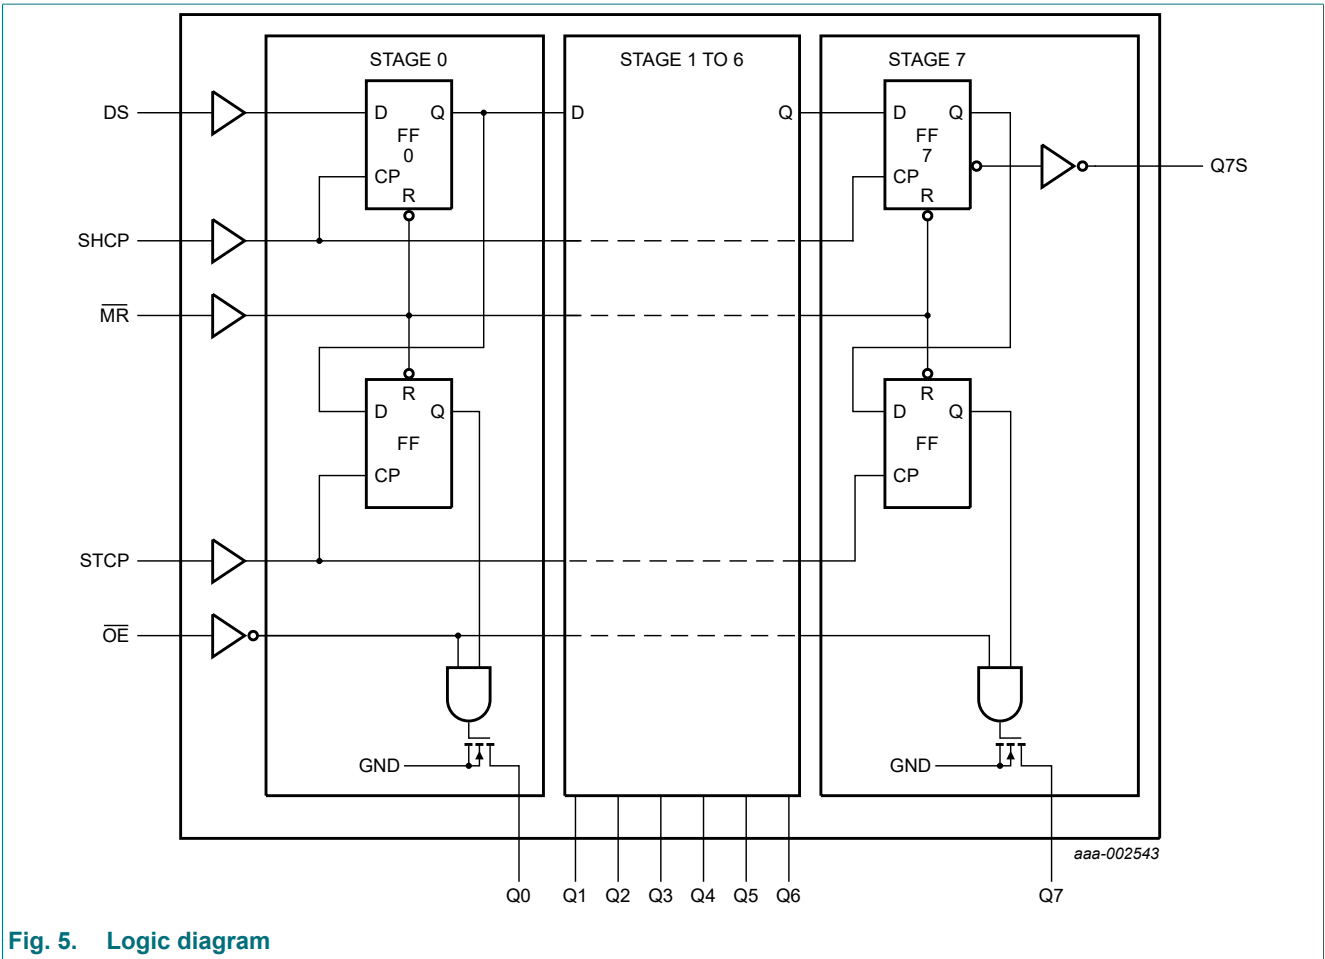 STAGE 0
STAGE 1 TO 6
STAGE 7
DS
D
Q
D
Q
D
Q
FF
0
FF
7
CP
CP
Q7S
R
R
SHCP
M̅R̅
R
R
D
Q
D
Q
FF
FF
CP
CP
STCP
O̅E̅
GND
GND
aaa-002543
Q0
Q1
Q2
Q3
Q4
Q5
Q6
Q7
Fig. 5. Logic diagram